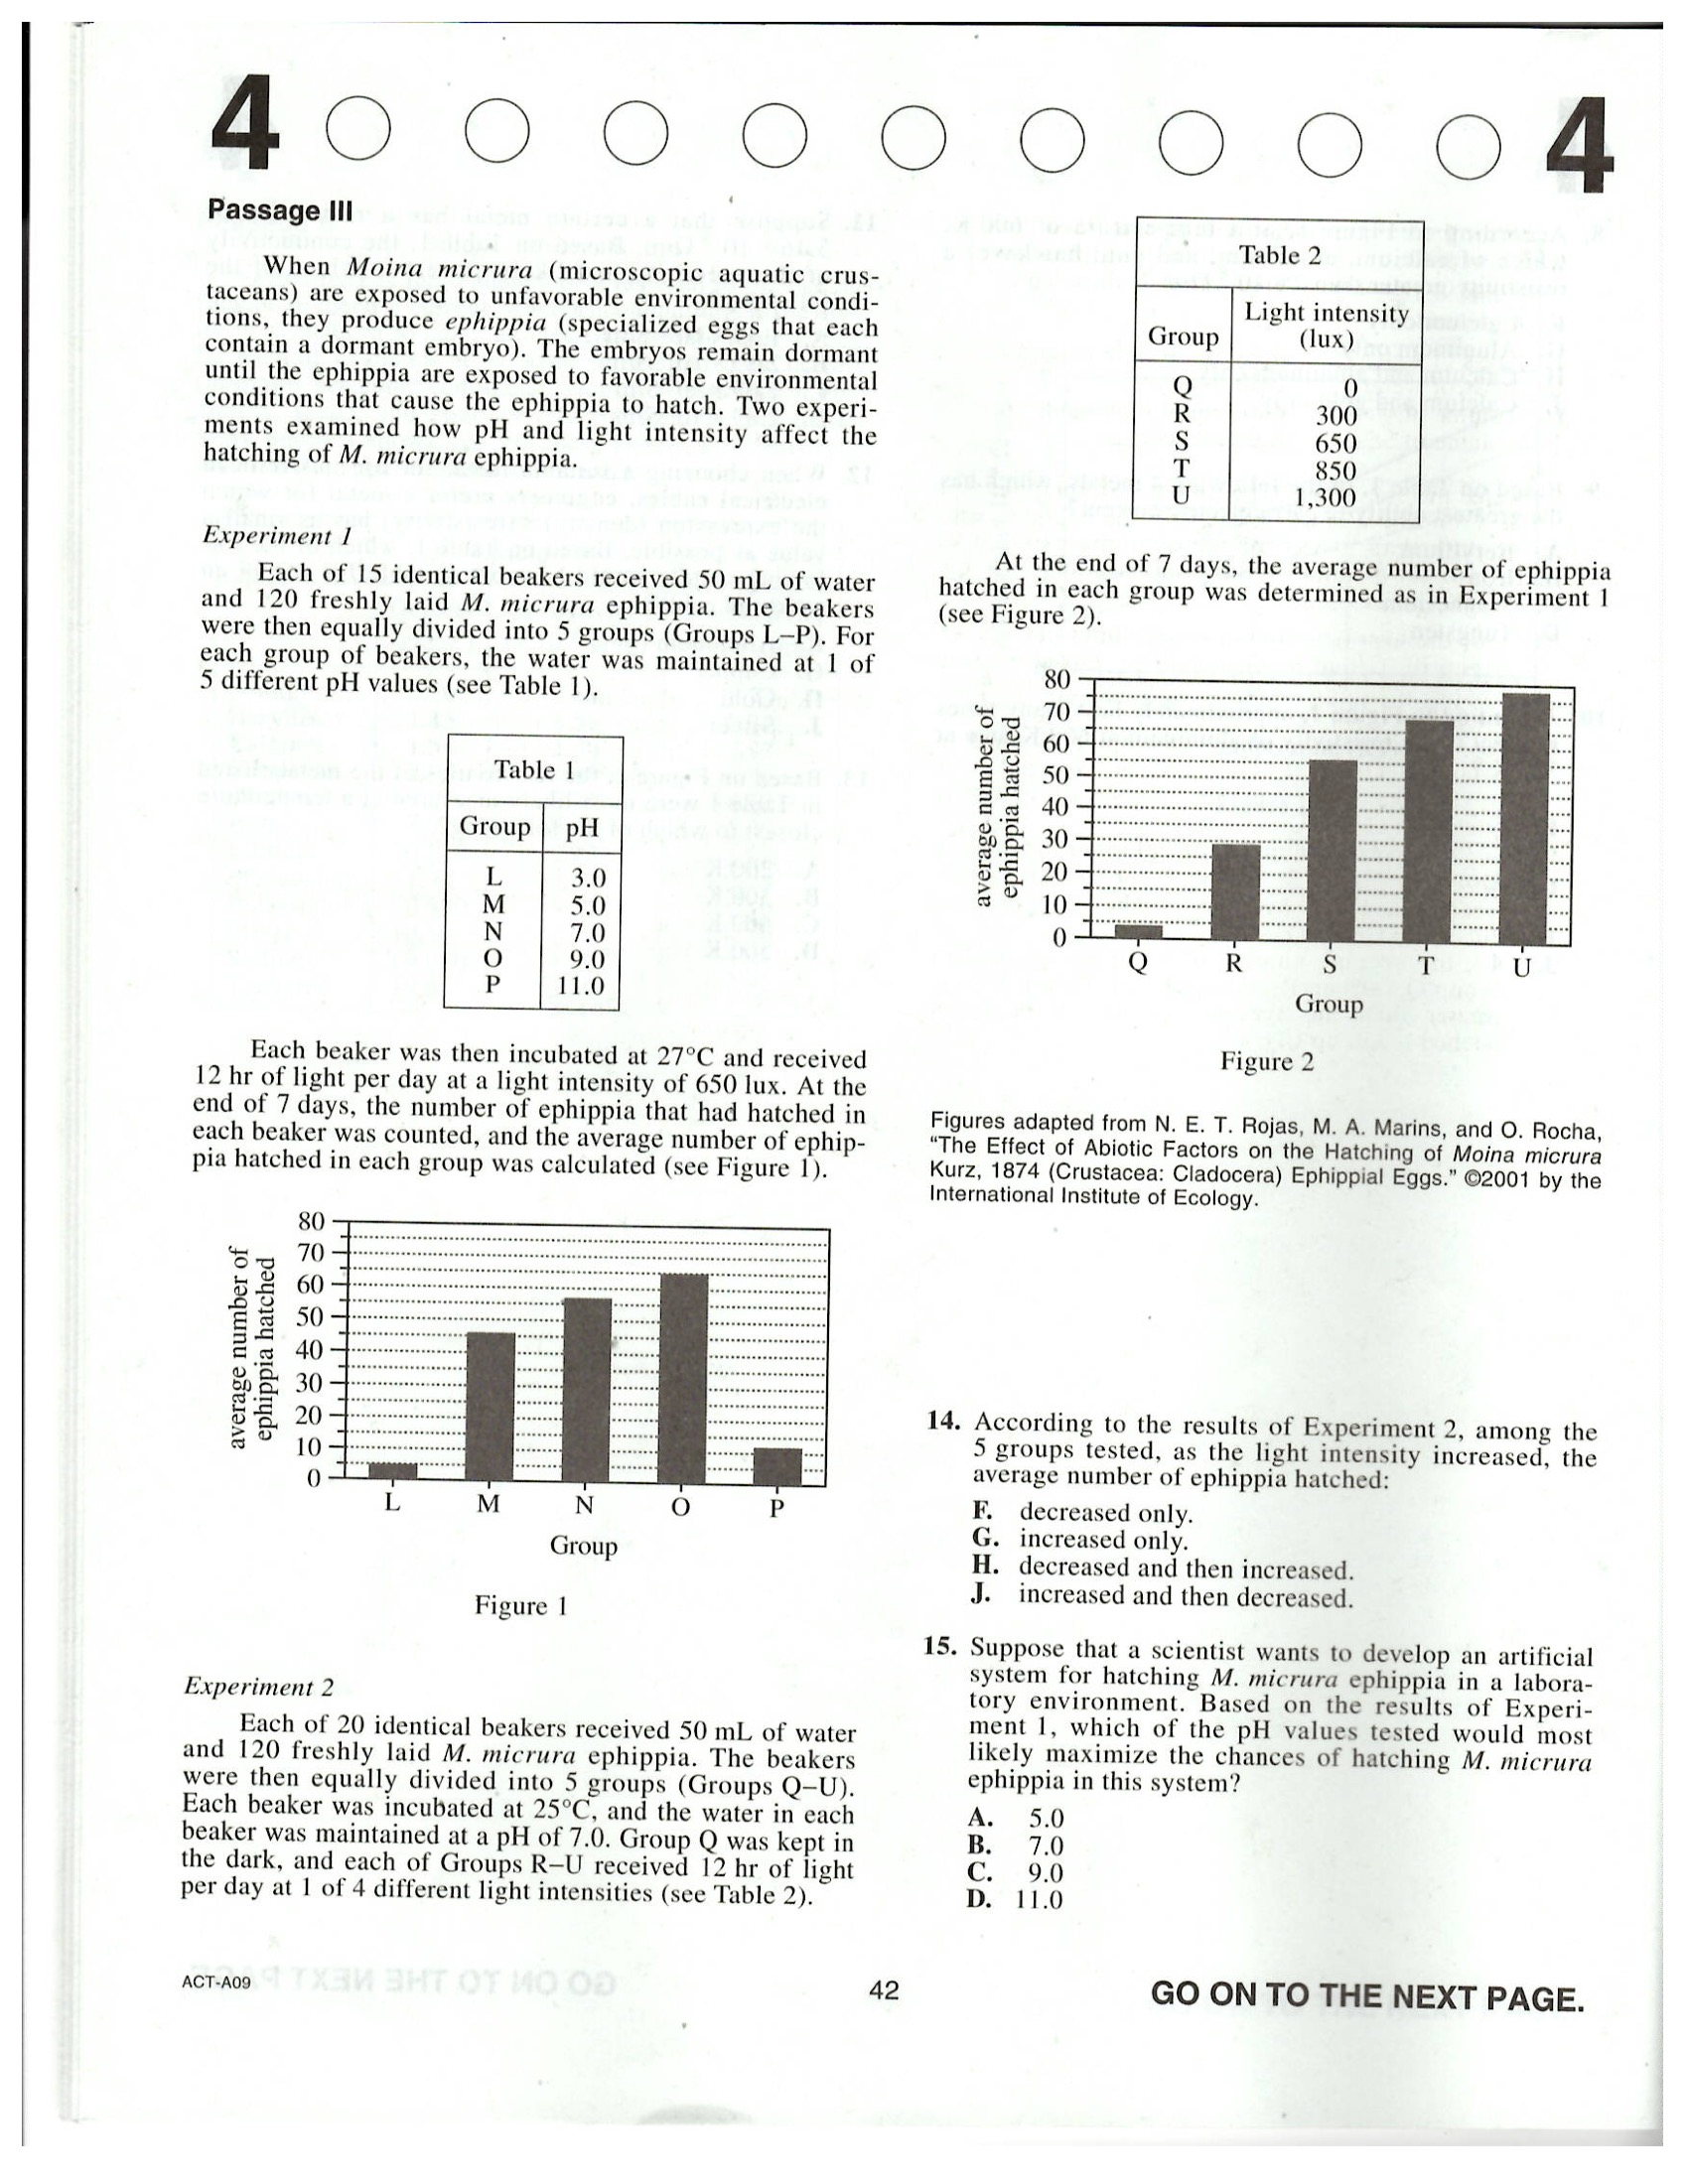 4 4
Passage III
When Moina micrura (microscopic aquatic crus-
taceans) are exposed to unfavorable environmental condi-
tions, they produce ephippia (specialized eggs that each
contain a dormant embryo). The embryos remain dormant
until the ephippia are exposed to favorable environmental
conditions that cause the ephippia to hatch. Two experi-
ments examined how pH and light intensity affect the
hatching of M. micrura ephippia.
Experiment 1
Each of 15 identical beakers received 50 mL of water
and 120 freshly laid M. micrura ephippia. The beakers
were then equally divided into 5 groups (Groups L–P). For
each group of beakers, the water was maintained at 1 of
5 different pH values (see Table 1).
Table 1
Group pH
L 3.0
M 5.0
N 7.0
O 9.0
P 11.0
Each beaker was then incubated at 27°C and received
12 hr of light per day at a light intensity of 650 lux. At the
end of 7 days, the number of ephippia that had hatched in
each beaker was counted, and the average number of ephip-
pia hatched in each group was calculated (see Figure 1).
average number of
ephippia hatched
80
70
60
50
40
30
20
10
0
L M N O P
Group
Figure 1
Experiment 2
Each of 20 identical beakers received 50 mL of water
and 120 freshly laid M. micrura ephippia. The beakers
were then equally divided into 5 groups (Groups Q–U).
Each beaker was incubated at 25°C, and the water in each
beaker was maintained at a pH of 7.0. Group Q was kept in
the dark, and each of Groups R–U received 12 hr of light
per day at 1 of 4 different light intensities (see Table 2).
Table 2
Light intensity
Group (lux)
Q 0
R 300
S 650
T 850
U 1,300
At the end of 7 days, the average number of ephippia
hatched in each group was determined as in Experiment 1
(see Figure 2).
average number of
ephippia hatched
80
70
60
50
40
30
20
10
0
Q R S T U
Group
Figure 2
Figures adapted from N. E. T. Rojas, M. A. Marins, and O. Rocha,
“The Effect of Abiotic Factors on the Hatching of Moina micrura
Kurz, 1874 (Crustacea: Cladocera) Ephippial Eggs.” ©2001 by the
International Institute of Ecology.
14. According to the results of Experiment 2, among the
5 groups tested, as the light intensity increased, the
average number of ephippia hatched:
F. decreased only.
G. increased only.
H. decreased and then increased.
J. increased and then decreased.
15. Suppose that a scientist wants to develop an artificial
system for hatching M. micrura ephippia in a labora-
tory environment. Based on the results of Experi-
ment 1, which of the pH values tested would most
likely maximize the chances of hatching M. micrura
ephippia in this system?
A. 5.0
B. 7.0
C. 9.0
D. 11.0
ACT-A09
42
GO ON TO THE NEXT PAGE.